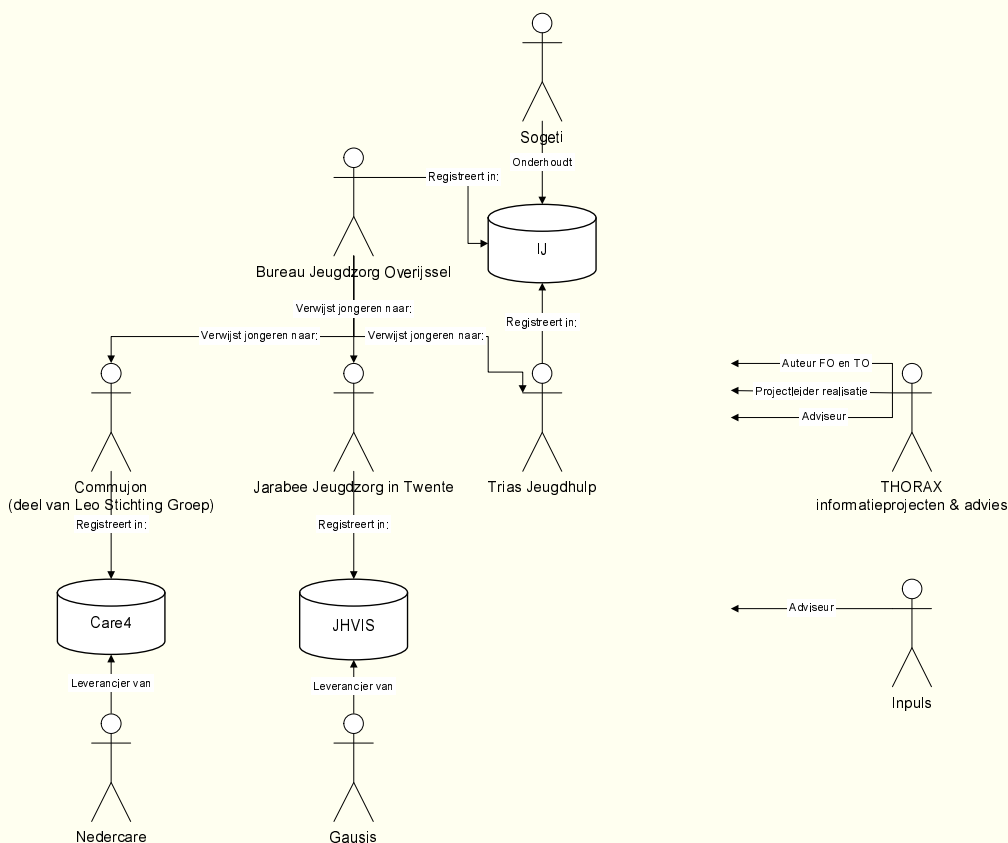 Sogeti
Onderhoudt
Registreert in:
IJ
Bureau Jeugdzorg Overijssel
Verwijst jongeren naar:
Registreert in:
Verwijst jongeren naar:
Verwijst jongeren naar:
Auteur FO en TO
Projectleider realisatie
Adviseur
Commujon
(deel van Leo Stichting Groep)
Jarabee Jeugdzorg in Twente
Trias Jeugdhulp
THORAX
informatieprojecten & advies
Registreert in:
Registreert in:
Care4
JHVIS
Adviseur
Leverancier van
Leverancier van
Inpuls
Nedercare
Gausis